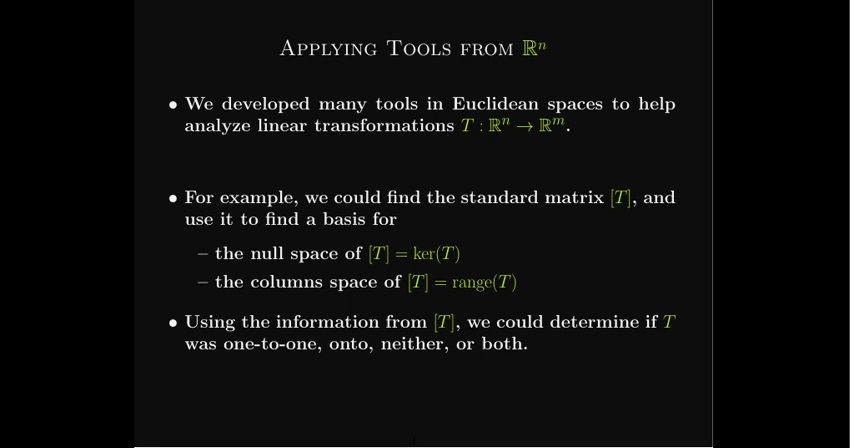 Applying Tools from ℝⁿ
• We developed many tools in Euclidean spaces to help
analyze linear transformations T : ℝⁿ → ℝᵐ.
• For example, we could find the standard matrix [T], and
use it to find a basis for
– the null space of [T] = ker(T)
– the columns space of [T] = range(T)
• Using the information from [T], we could determine if T
was one-to-one, onto, neither, or both.